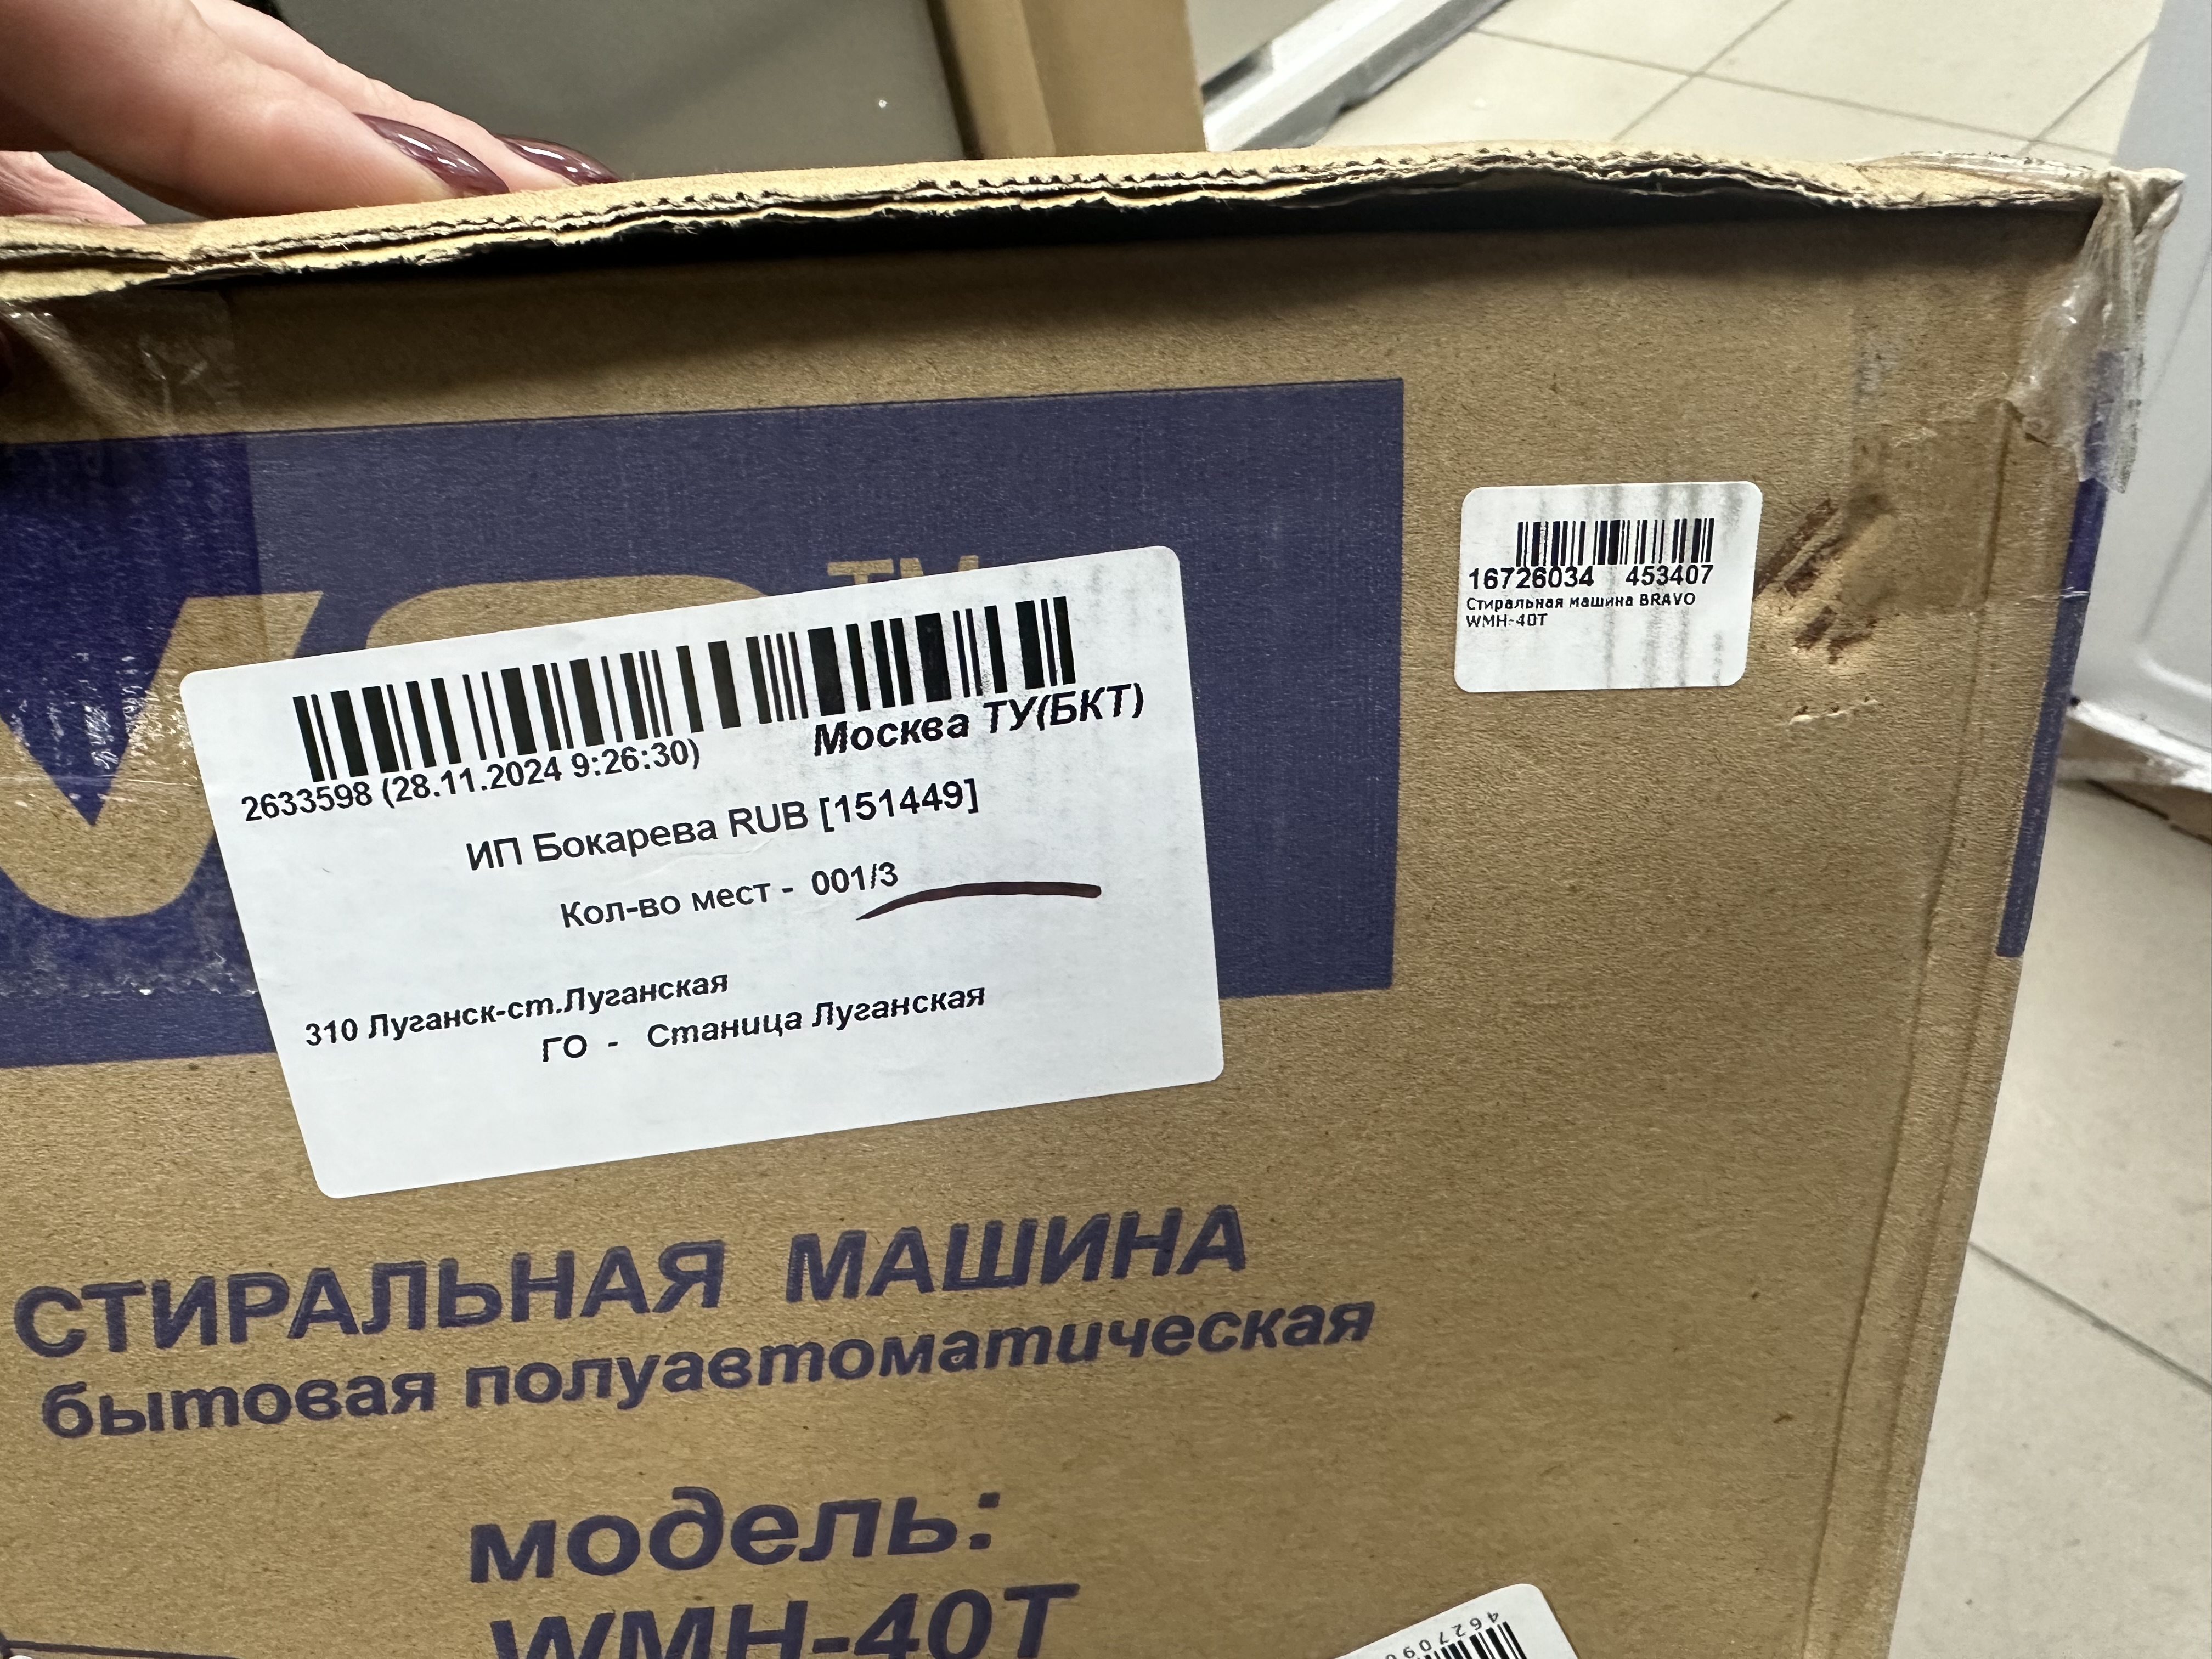 TM
2633598 (28.11.2024 9:26:30)
Москва ТУ(БКТ)
ИП Бокарева RUB [151449]
Кол-во мест - 001/3
310 Луганск-ст.Луганская
ГО - Станица Луганская
16726034 453407
Стиральная машина BRAVO
WMH-40T
СТИРАЛЬНАЯ МАШИНА
бытовая полуавтоматическая
модель:
WMH-40T